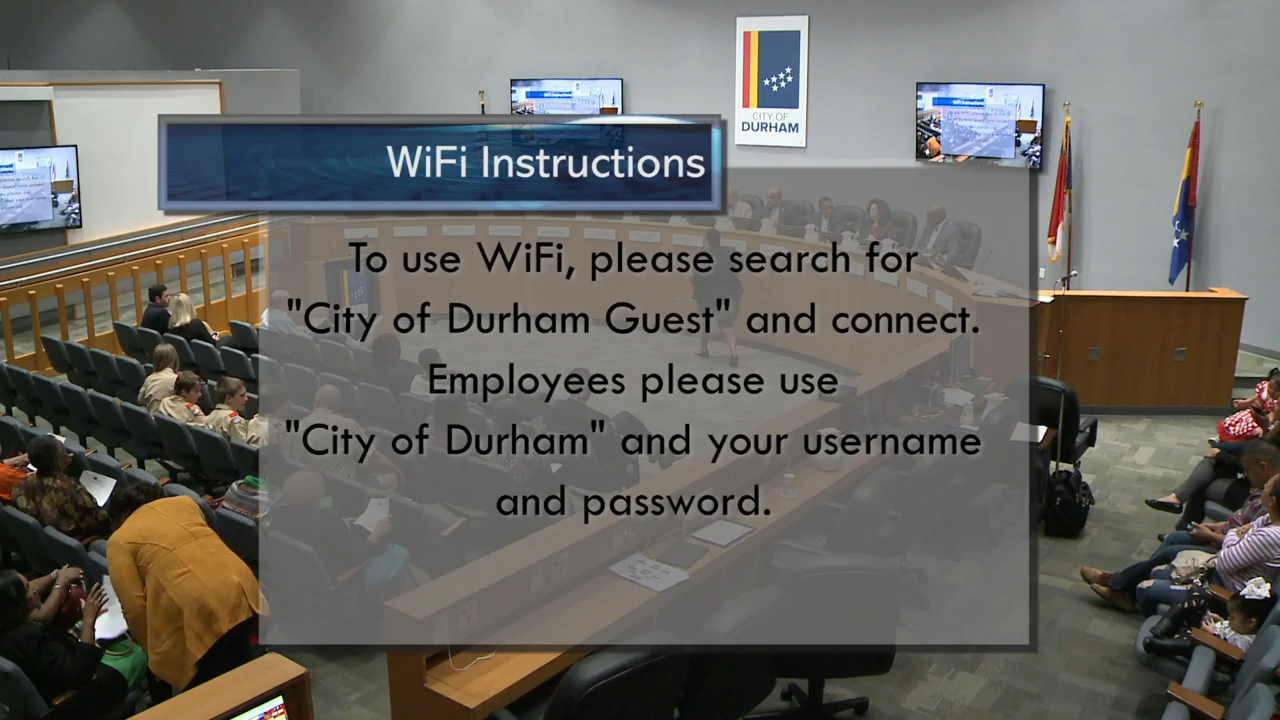 CITY OF
DURHAM
WiFi Instructions
To use WiFi, please search for
"City of Durham Guest" and connect.
Employees please use
"City of Durham" and your username
and password.